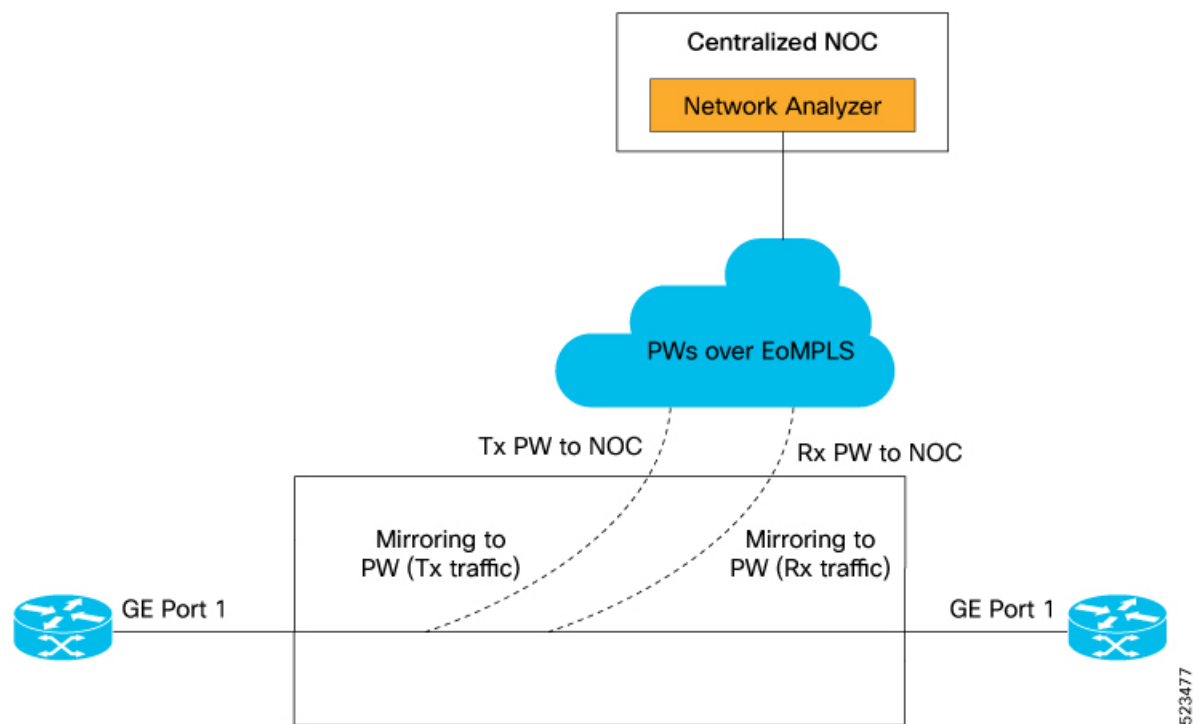 Centralized NOC
Network Analyzer
PWs over EoMPLS
Tx PW to NOC
Rx PW to NOC
Mirroring to
PW (Tx traffic)
Mirroring to
PW (Rx traffic)
GE Port 1
GE Port 1
523477